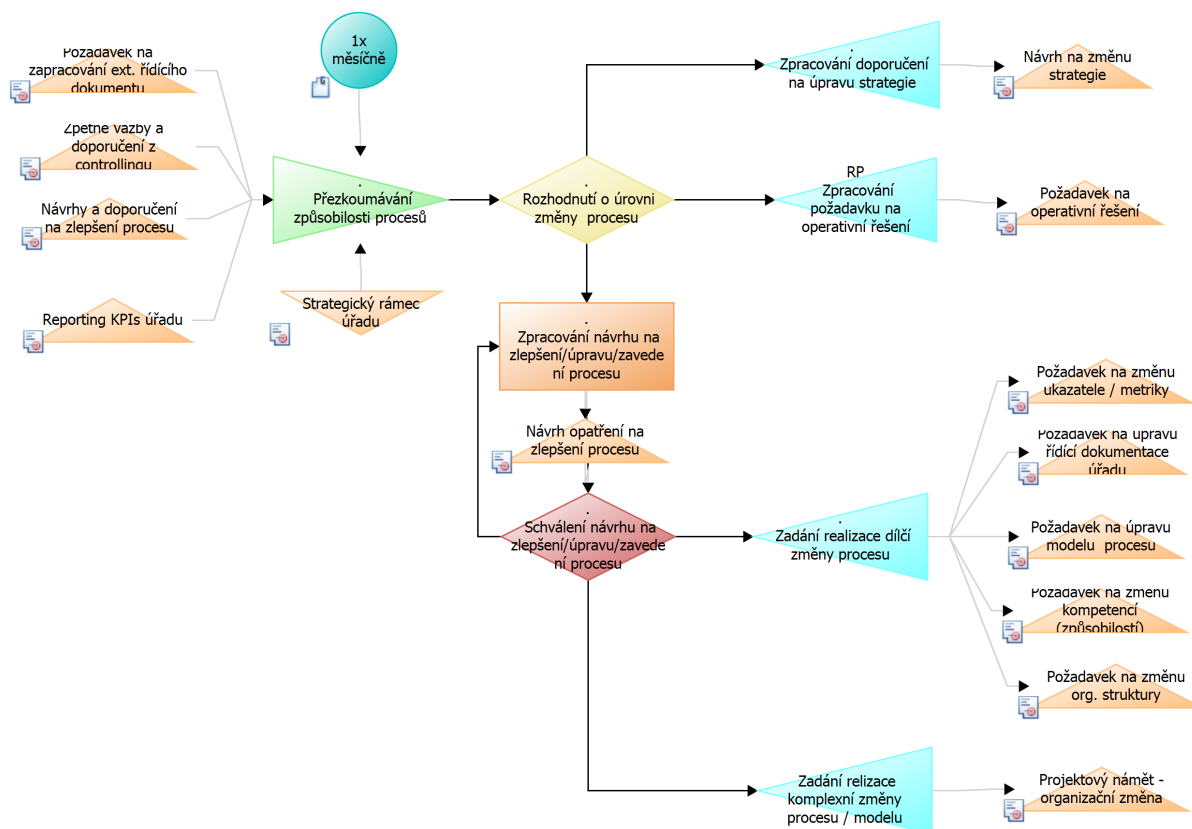 Požadavek na
zapracování ext. řídícího
dokumentu
Zpětné vazby a
doporučení z
controllingu
Návrhy a doporučení
na zlepšení procesu
Reporting KPIs úřadu
1x
měsíčně
.
Přezkoumávání
způsobilosti procesů
Strategický rámec
úřadu
.
Rozhodnutí o úrovni
změny procesu
.
Zpracování doporučení
na úpravu strategie
Návrh na změnu
strategie
RP
Zpracování
požadavku na
operativní řešení
Požadavek na
operativní řešení
.
Zpracování návrhu na
zlepšení/úpravu/zavede
ní procesu
Návrh opatření na
zlepšení procesu
.
Schválení návrhu na
zlepšení/úpravu/zavede
ní procesu
.
Zadání realizace dílčí
změny procesu
Požadavek na změnu
ukazatele / metriky
Požadavek na úpravu
řídící dokumentace
úřadu
Požadavek na úpravu
modelu procesu
Požadavek na změnu
kompetencí
(způsobilostí)
Požadavek na změnu
org. struktury
Zadání relizace
komplexní změny
procesu / modelu
Projektový námět -
organizační změna